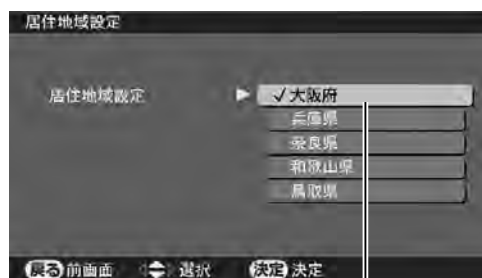 居住地域設定
居住地域設定 ▶ ✓大阪府
兵庫県
奈良県
和歌山県
鳥取県
戻る 前画面 選択 決定 決定